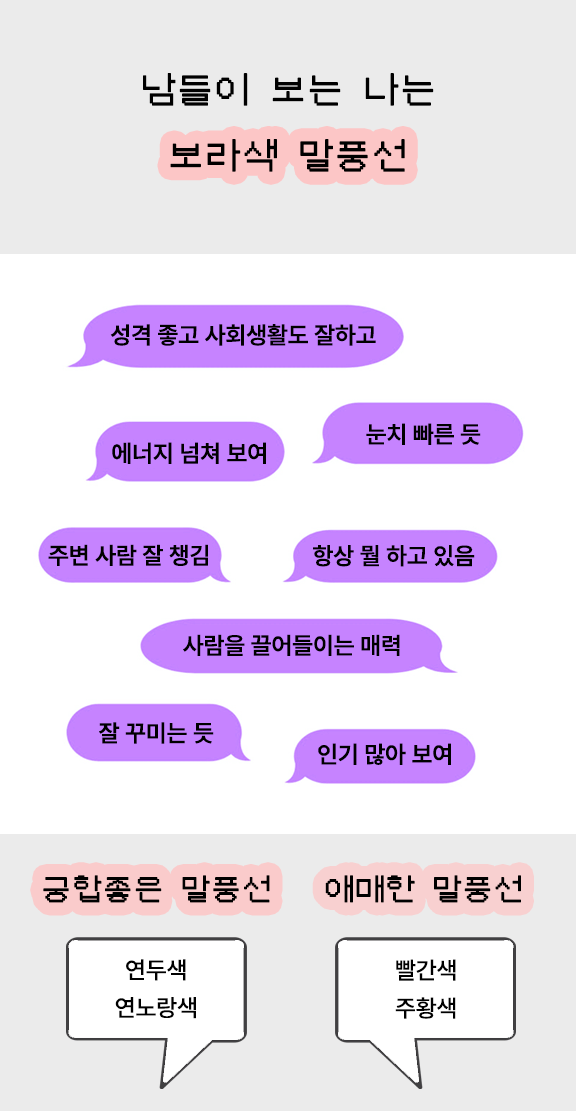 남들이 보는 나는
보라색 말풍선
성격 좋고 사회생활도 잘하고
눈치 빠른 듯
에너지 넘쳐 보여
주변 사람 잘 챙김
항상 뭘 하고 있음
사람을 끌어들이는 매력
잘 꾸미는 듯
인기 많아 보여
궁합좋은 말풍선
연두색
연노랑색
애매한 말풍선
빨간색
주황색